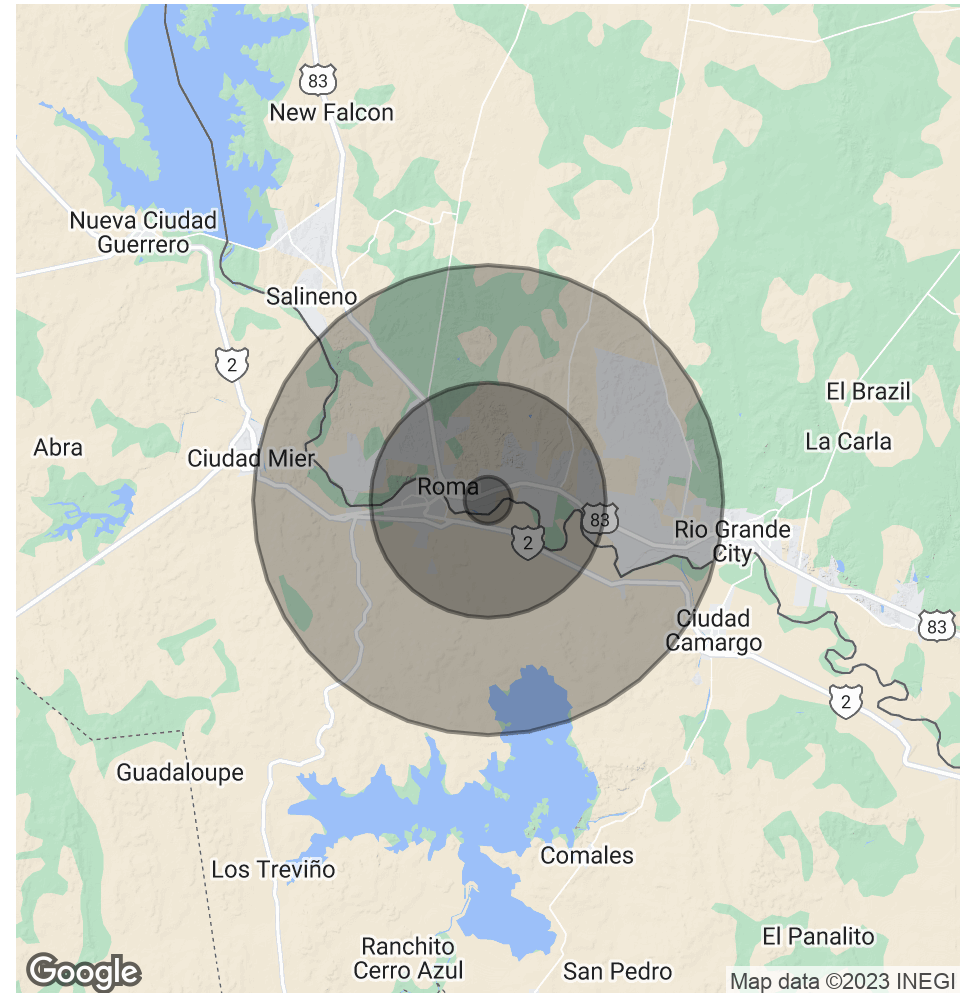 83
New Falcon
Nueva Ciudad
Guerrero
Salineno
2
El Brazil
Abra
La Carla
Ciudad Mier
Roma
83
2
Rio Grande
City
Ciudad
Camargo
83
2
Guadaloupe
Comales
Los Treviño
El Panalito
Ranchito
Cerro Azul
San Pedro
Google
Map data ©2023 INEGI